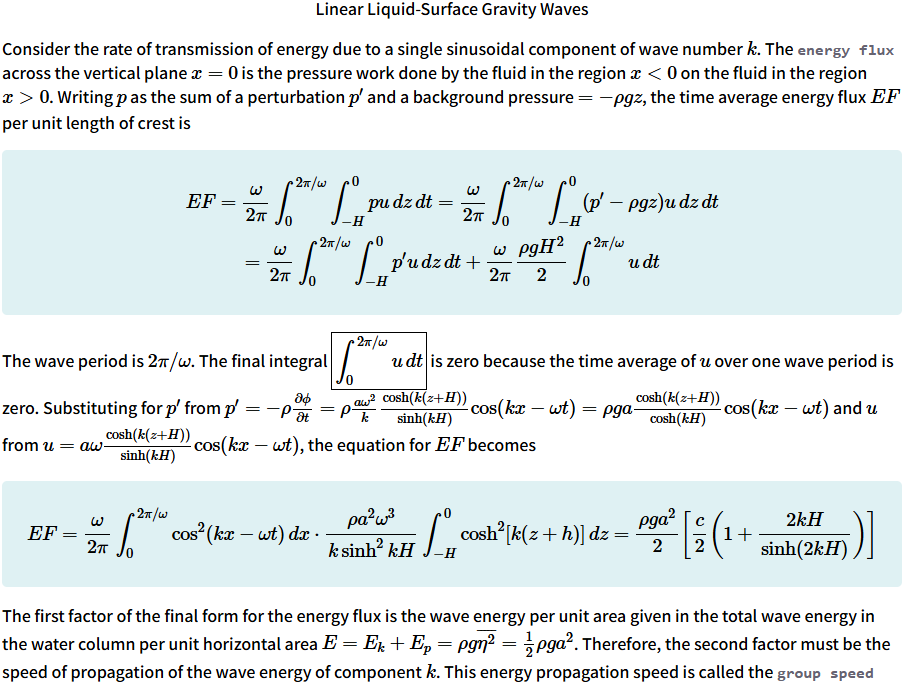 Linear Liquid-Surface Gravity Waves
Consider the rate of transmission of energy due to a single sinusoidal component of wave number $k$. The energy flux
across the vertical plane $x = 0$ is the pressure work done by the fluid in the region $x < 0$ on the fluid in the region
$x > 0$. Writing $p$ as the sum of a perturbation $p'$ and a background pressure $= -\rho gz$, the time average energy flux $EF$
per unit length of crest is
$EF = \frac{\omega}{2\pi} \int_0^{2\pi/\omega} \int_{-H}^0 pu \, dz \, dt = \frac{\omega}{2\pi} \int_0^{2\pi/\omega} \int_{-H}^0 (p' - \rho gz) u \, dz \, dt$
$= \frac{\omega}{2\pi} \int_0^{2\pi/\omega} \int_{-H}^0 p'u \, dz \, dt + \frac{\omega}{2\pi} \frac{\rho g H^2}{2} \int_0^{2\pi/\omega} u \, dt$
The wave period is $2\pi/\omega$. The final integral $\boxed{\int_0^{2\pi/\omega} u \, dt}$ is zero because the time average of $u$ over one wave period is
zero. Substituting for $p'$ from $p' = -\rho \frac{\partial \phi}{\partial t} = \rho \frac{a\omega^2}{k} \frac{\cosh(k(z+H))}{\sinh(kH)} \cos(kx - \omega t) = \rho ga \frac{\cosh(k(z+H))}{\cosh(kH)} \cos(kx - \omega t)$ and $u$
from $u = a\omega \frac{\cosh(k(z+H))}{\sinh(kH)} \cos(kx - \omega t)$, the equation for $EF$ becomes
$EF = \frac{\omega}{2\pi} \int_0^{2\pi/\omega} \cos^2(kx - \omega t) \, dx \cdot \frac{\rho a^2 \omega^3}{k \sinh^2 kH} \int_{-H}^0 \cosh^2[k(z + h)] \, dz = \frac{\rho g a^2}{2} \left[ \frac{c}{2} \left( 1 + \frac{2kH}{\sinh(2kH)} \right) \right]$
The first factor of the final form for the energy flux is the wave energy per unit area given in the total wave energy in
the water column per unit horizontal area $E = E_k + E_p = \rho g \overline{\eta^2} = \frac{1}{2} \rho g a^2$. Therefore, the second factor must be the
speed of propagation of the wave energy of component $k$. This energy propagation speed is called the group speed